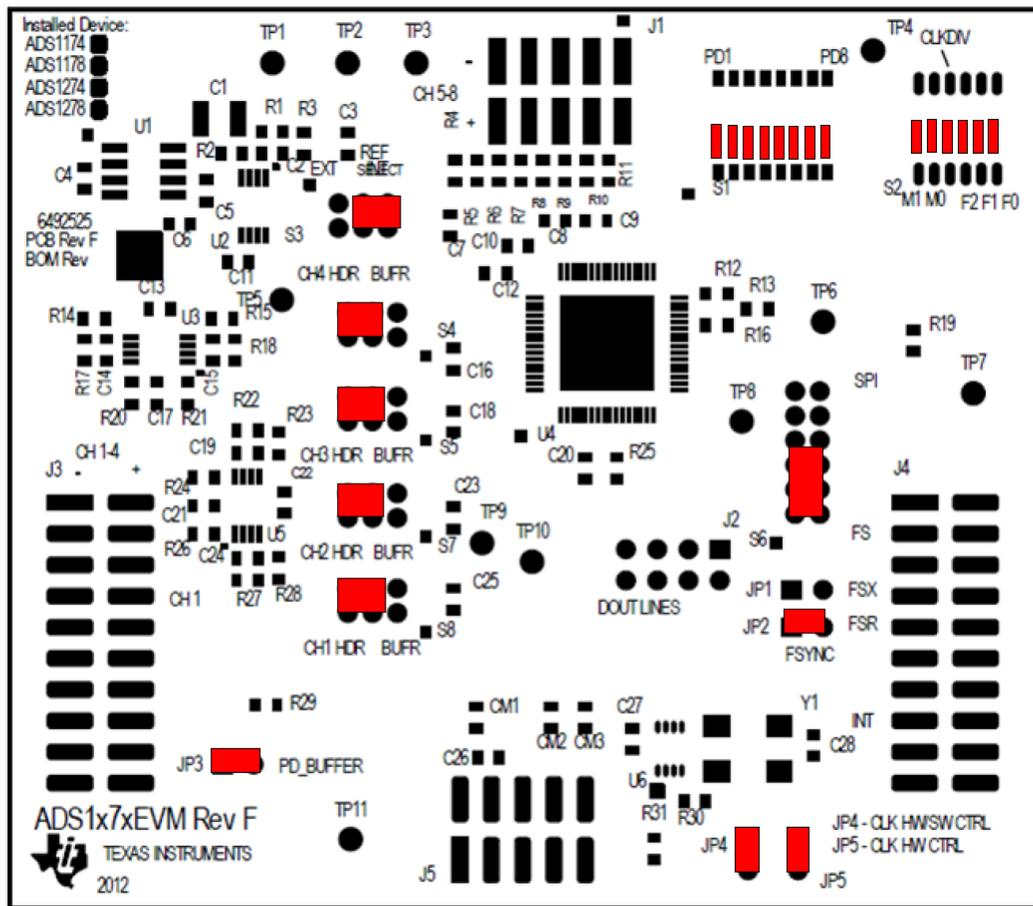 Installed Device:
ADS1174
ADS1178
ADS1274
ADS1278
TP1 TP2 TP3 J1 TP4 CLKDIV
PD1 PD8
CH 5-8
-
+
R4
C1 U1 R1 R3 C3
R2 C2 EXT REF SELECT
C4 C5 R11
S1 S2
M1 M0 F2 F1 F0
6492525
PCB Rev F
BOM Rev
C6 U2 S3 C11
R5 R6 R7 R8 R9 R10
C7 C10 C8 C9 C12
CH4 HDR BUFR
C13 TP5 R12 R13 R16 TP6
R14 U3 R15 R18 S4 C16 R19
R17 C14 C15
R20 C17 R21 R22 R23 C18 TP8 SPI TP7
CH3 HDR BUFR S5 U4
J3 CH 1-4
- +
C19 C22 C20 R25 J4
R24 C21 C23 TP9 TP10
R26 C24 U5
CH2 HDR BUFR S7 J2 S6 FS
CH 1 R27 R28 C25
DOUT LINES JP1 FSX
JP2 FSR
FSYNC
CH1 HDR BUFR S8
R29 CM1 CM2 CM3 C27 Y1 INT
C26 C28
JP3 PD_BUFFER U6
R31 R30
ADS1x7xEVM Rev F
TP11
TEXAS INSTRUMENTS
2012
J5 JP4 JP5
JP4 - CLK HW/SW CTRL
JP5 - CLK HW CTRL